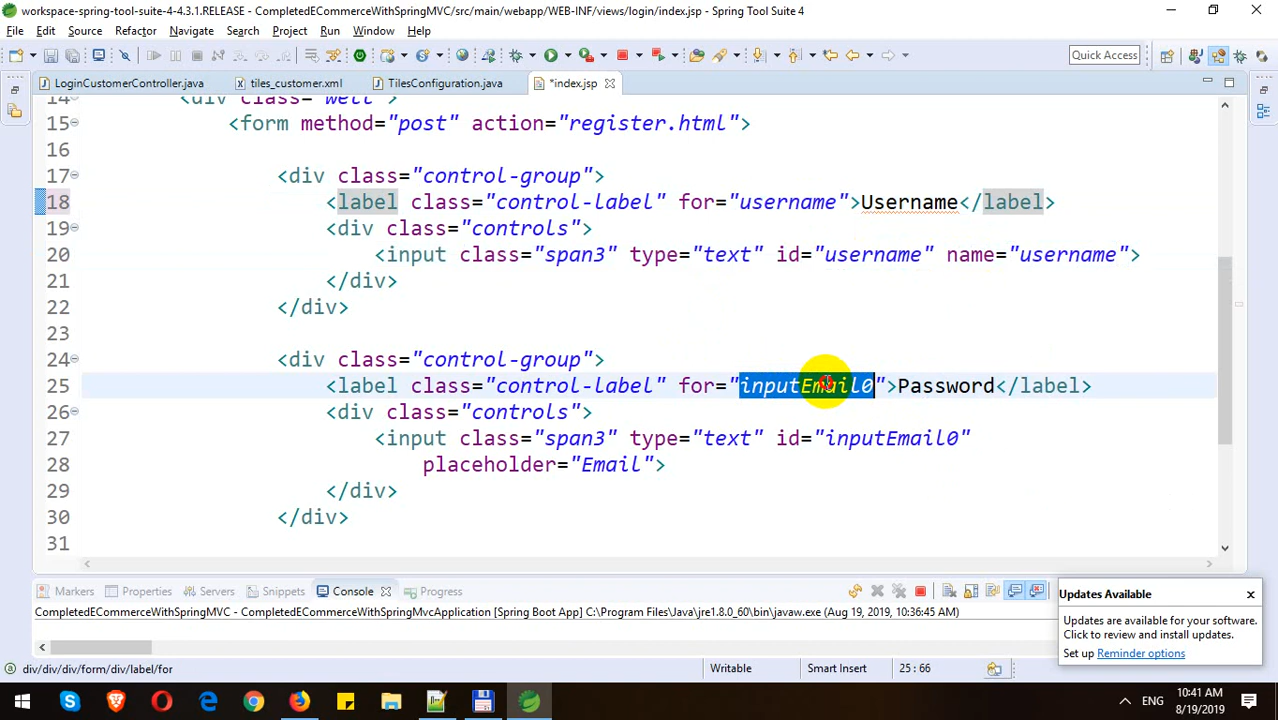 workspace-spring-tool-suite-4-4.3.1.RELEASE - CompletedECommerceWithSpringMVC/src/main/webapp/WEB-INF/views/login/index.jsp - Spring Tool Suite 4
File Edit Source Refactor Navigate Search Project Run Window Help
Quick Access
LoginCustomerController.java tiles_customer.xml TilesConfiguration.java *index.jsp
14 <div class="well">
15 <form method="post" action="register.html">
16
17 <div class="control-group">
18 <label class="control-label" for="username">Username</label>
19 <div class="controls">
20 <input class="span3" type="text" id="username" name="username">
21 </div>
22 </div>
23
24 <div class="control-group">
25 <label class="control-label" for="inputEmail0">Password</label>
26 <div class="controls">
27 <input class="span3" type="text" id="inputEmail0"
28 placeholder="Email">
29 </div>
30 </div>
31
Markers Properties Servers Snippets Console Progress
CompletedECommerceWithSpringMVC - CompletedECommerceWithSpringMvcApplication [Spring Boot App] C:\Program Files\Java\jre1.8.0_60\bin\javaw.exe (Aug 19, 2019, 10:36:45 AM)
Updates Available
Updates are available for your software.
Click to review and install updates.
Set up Reminder options
div/div/div/form/div/label/for Writable Smart Insert 25 : 66
ENG 10:41 AM
8/19/2019